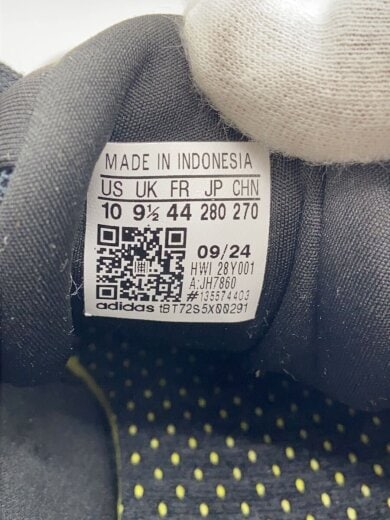 MADE IN INDONESIA
US UK FR JP CHN
10 9½ 44 280 270
09/24
HWI 28Y001
A:JH7860
#135574403
adidas tBT72S5X00291